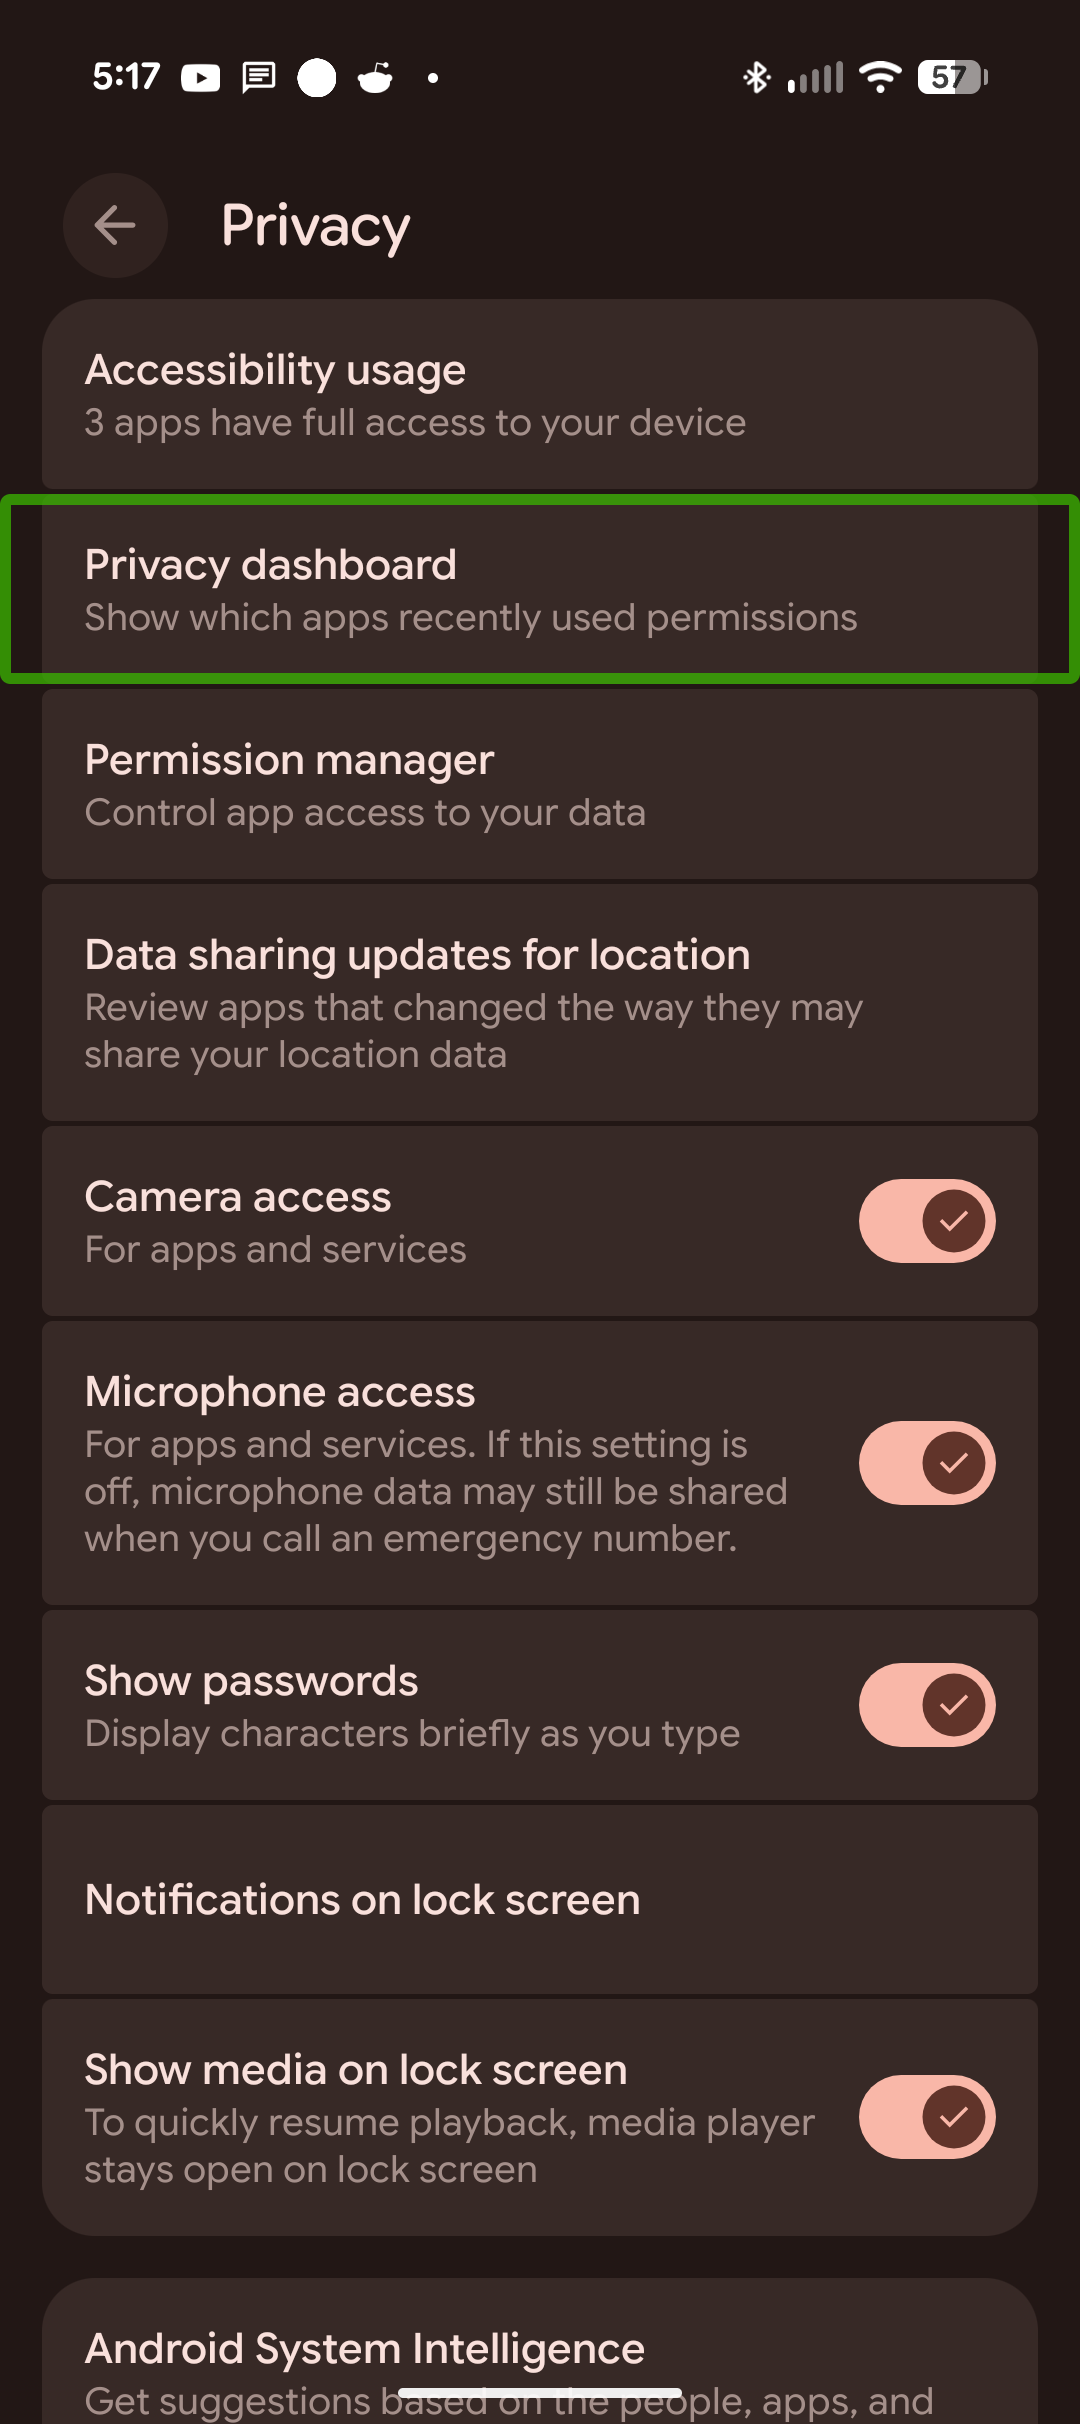 5:17
57
Privacy
Accessibility usage
3 apps have full access to your device
Privacy dashboard
Show which apps recently used permissions
Permission manager
Control app access to your data
Data sharing updates for location
Review apps that changed the way they may
share your location data
Camera access
For apps and services
Microphone access
For apps and services. If this setting is
off, microphone data may still be shared
when you call an emergency number.
Show passwords
Display characters briefly as you type
Notifications on lock screen
Show media on lock screen
To quickly resume playback, media player
stays open on lock screen
Android System Intelligence
Get suggestions based on the people, apps, and